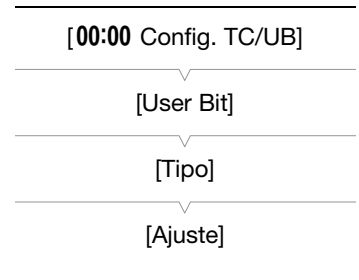 [00:00 Config. TC/UB]
[User Bit]
[Tipo]
[Ajuste]